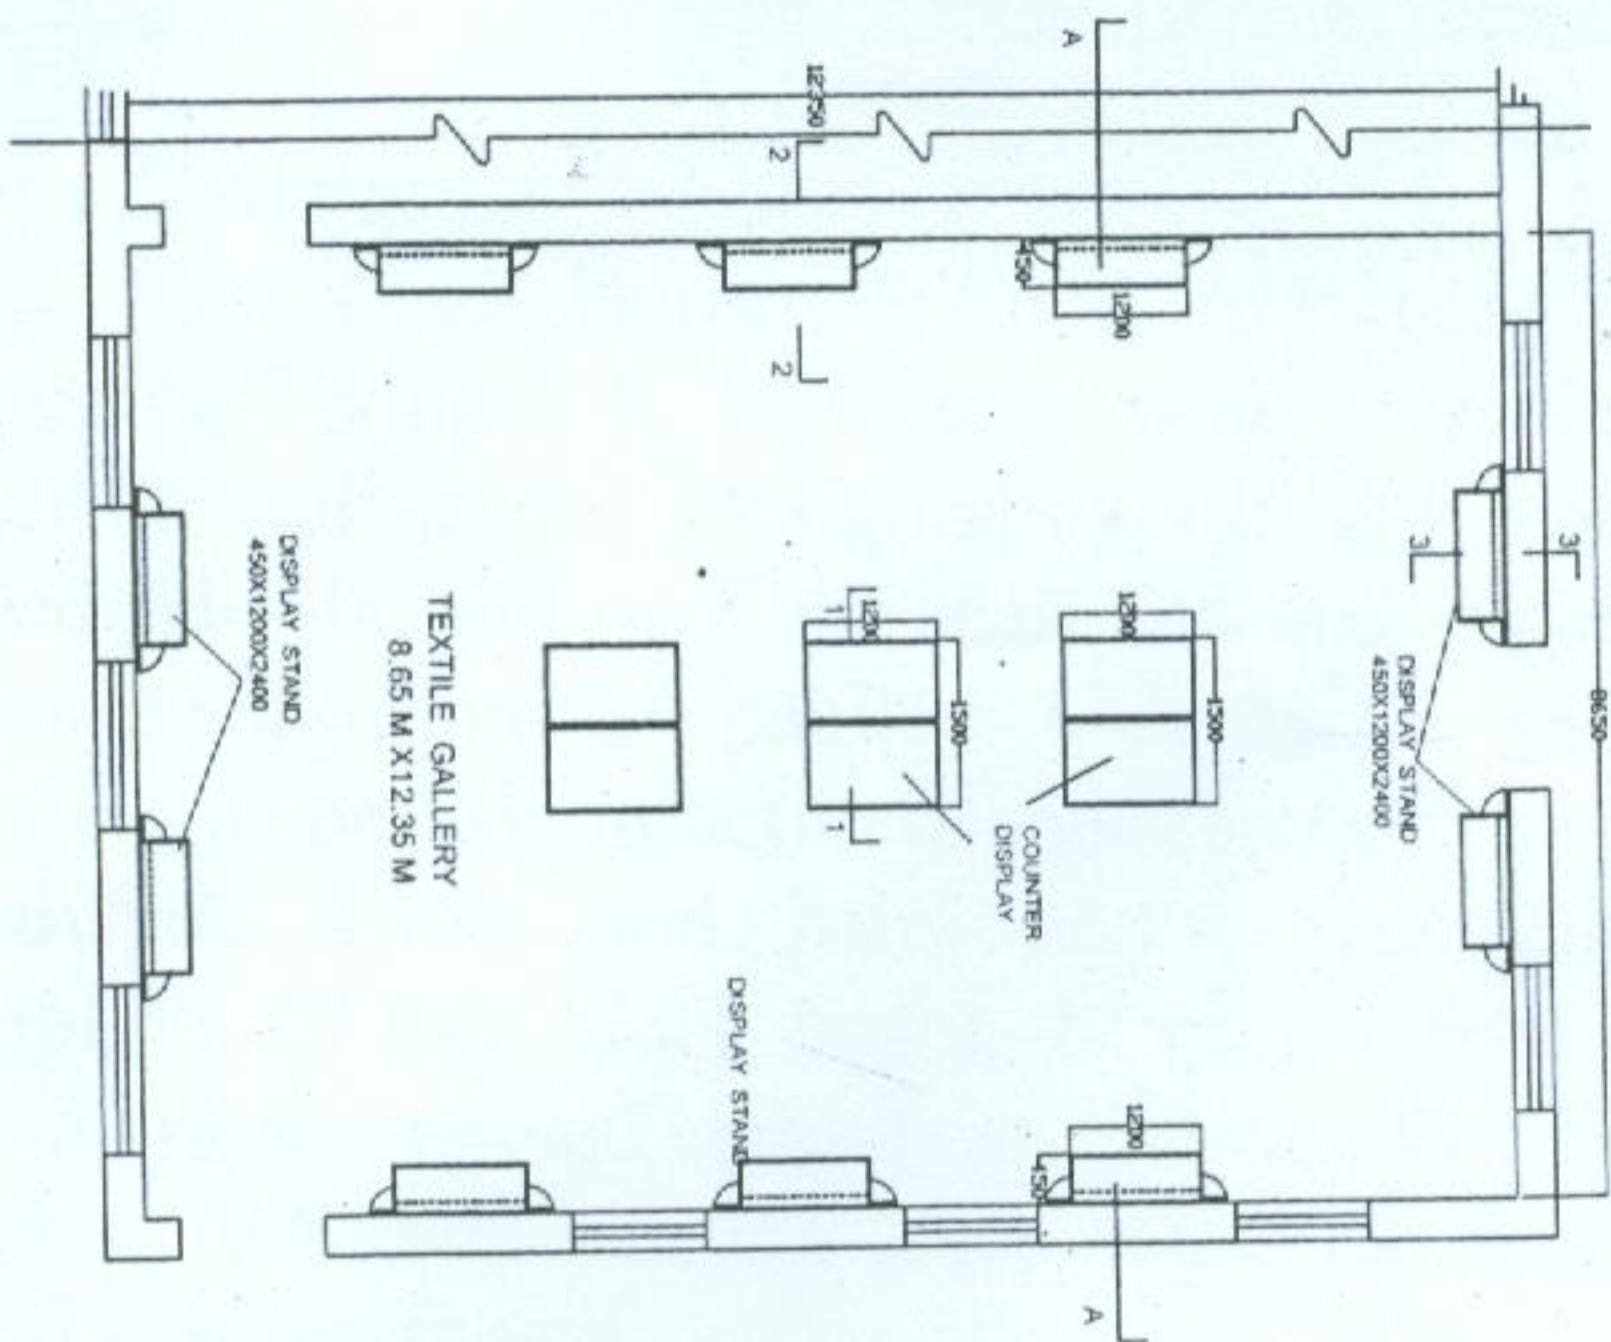 A
12350
2
450
1200
2
3
3
DISPLAY STAND
450X1200X2400
8650
DISPLAY STAND
450X1200X2400
1
1200
1200
1500
1500
TEXTILE GALLERY
8.65 M X12.35 M
1
COUNTER
DISPLAY
DISPLAY STAND
1200
450
A